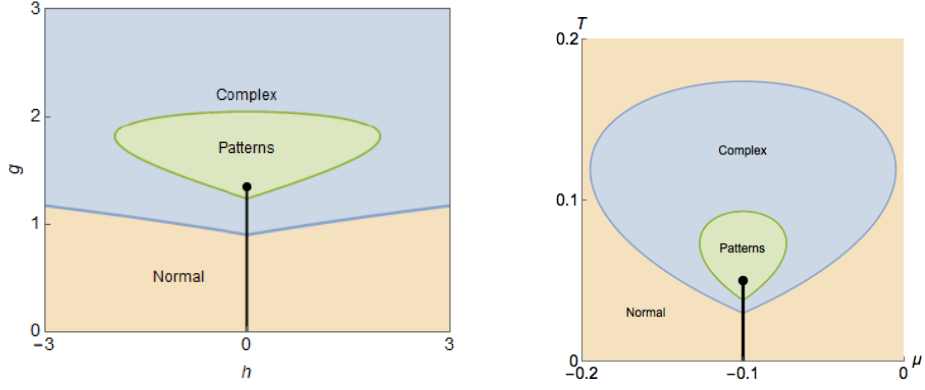 3
Complex
2
g
Patterns
1
Normal
0
−3
0
3
h
T
0.2
Complex
0.1
Patterns
Normal
0
−0.2
−0.1
0
μ